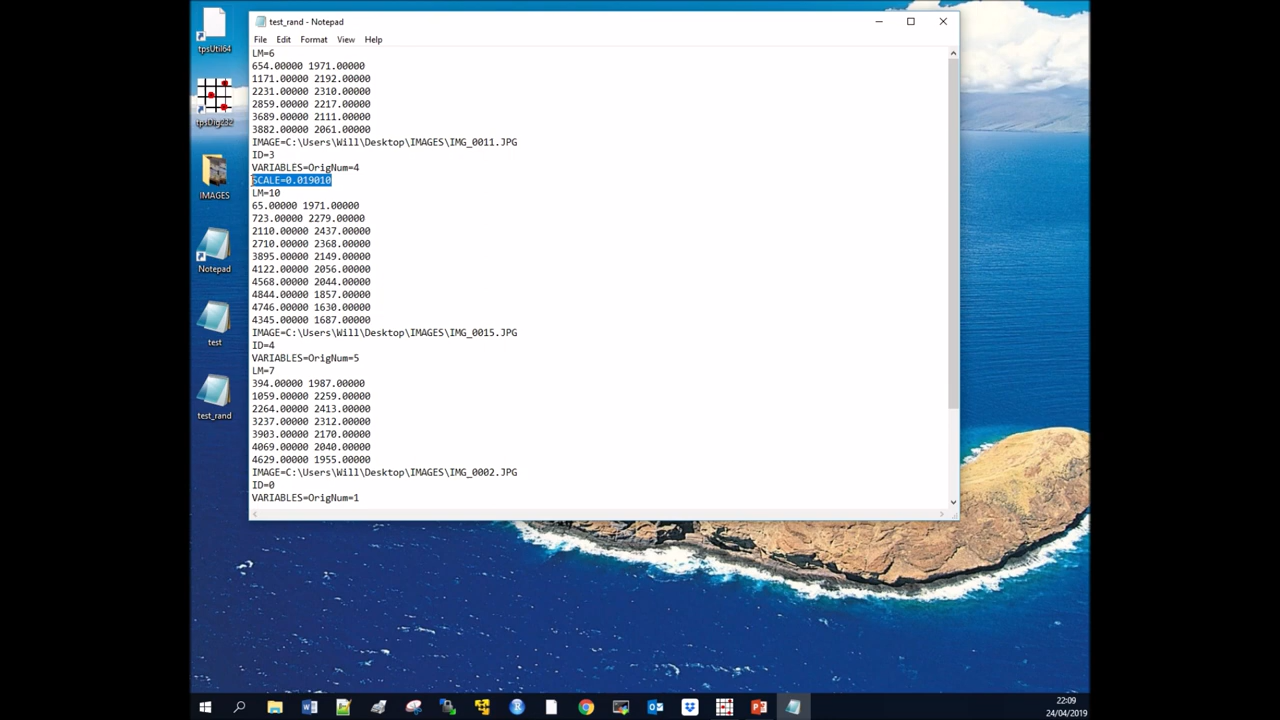 test_rand - Notepad
File Edit Format View Help
LM=6
654.00000 1971.00000
1171.00000 2192.00000
2231.00000 2310.00000
2859.00000 2217.00000
3689.00000 2111.00000
3882.00000 2061.00000
IMAGE=C:\Users\Will\Desktop\IMAGES\IMG_0011.JPG
ID=3
VARIABLES=OrigNum=4
SCALE=0.019010
LM=10
65.00000 1971.00000
723.00000 2279.00000
2110.00000 2437.00000
2710.00000 2368.00000
3895.00000 2149.00000
4122.00000 2056.00000
4568.00000 2044.00000
4844.00000 1857.00000
4746.00000 1630.00000
4345.00000 1687.00000
IMAGE=C:\Users\Will\Desktop\IMAGES\IMG_0015.JPG
ID=4
VARIABLES=OrigNum=5
LM=7
394.00000 1987.00000
1059.00000 2259.00000
2264.00000 2413.00000
3237.00000 2312.00000
3903.00000 2170.00000
4069.00000 2040.00000
4629.00000 1955.00000
IMAGE=C:\Users\Will\Desktop\IMAGES\IMG_0002.JPG
ID=0
VARIABLES=OrigNum=1
tpsUtil64
tpsDig232
IMAGES
Notepad
test
test_rand
22:09
24/04/2019